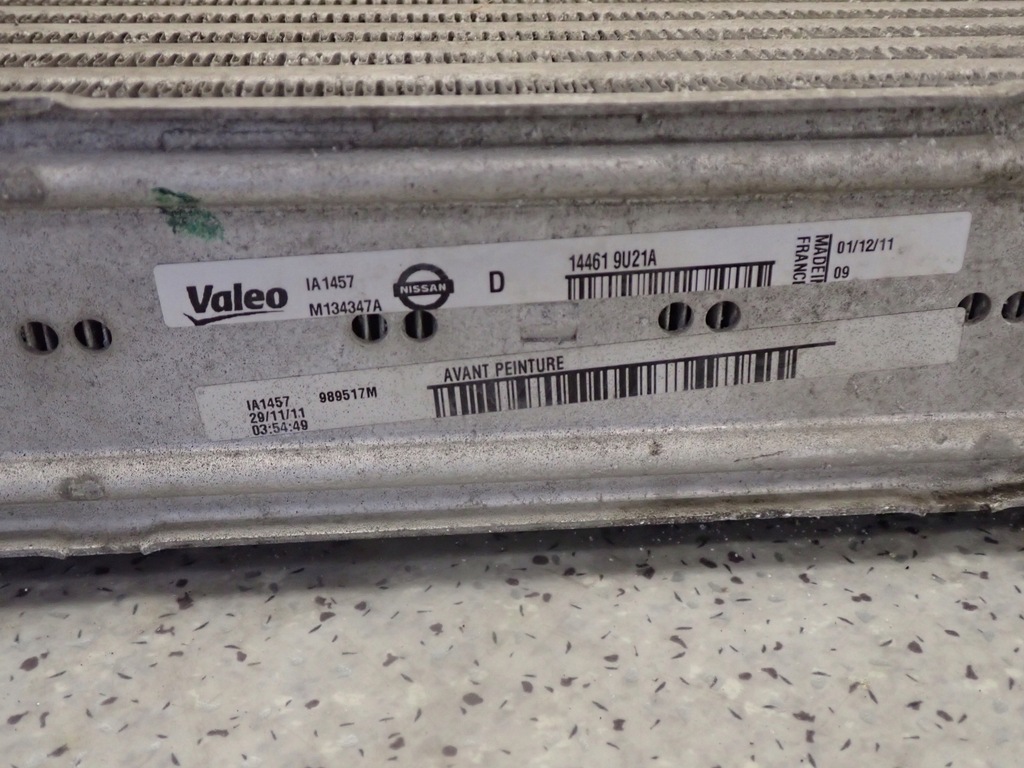 Valeo
IA1457
M134347A
NISSAN
D
14461 9U21A
MADE
FRANC
01/12/11
09
AVANT PEINTURE
IA1457 989517M
29/11/11
03:54:49